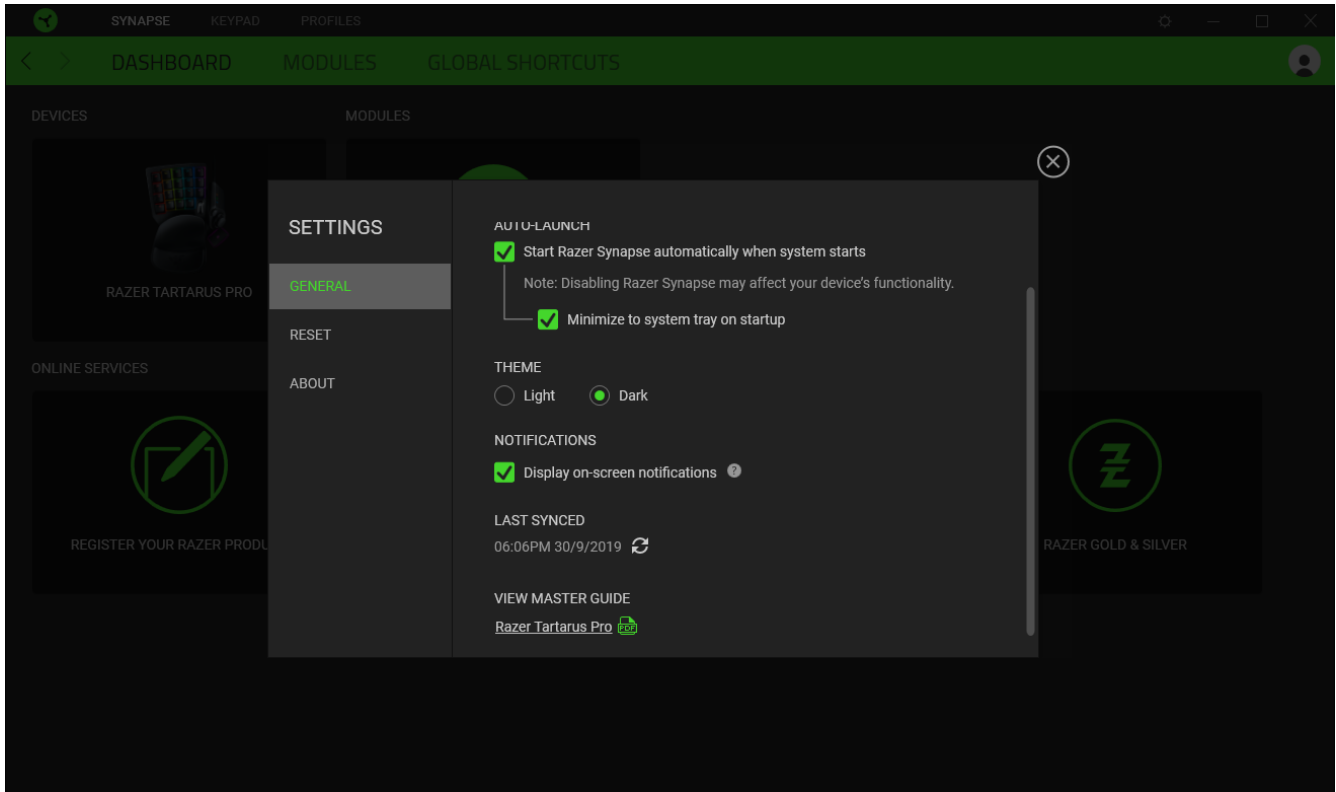 SYNAPSE KEYPAD PROFILES
DASHBOARD MODULES GLOBAL SHORTCUTS
DEVICES MODULES
RAZER TARTARUS PRO
ONLINE SERVICES
REGISTER YOUR RAZER PRODU
RAZER GOLD & SILVER
SETTINGS
GENERAL
RESET
ABOUT
AUTO-LAUNCH
Start Razer Synapse automatically when system starts
Note: Disabling Razer Synapse may affect your device’s functionality.
Minimize to system tray on startup
THEME
Light Dark
NOTIFICATIONS
Display on-screen notifications ?
LAST SYNCED
06:06PM 30/9/2019
VIEW MASTER GUIDE
Razer Tartarus Pro PDF